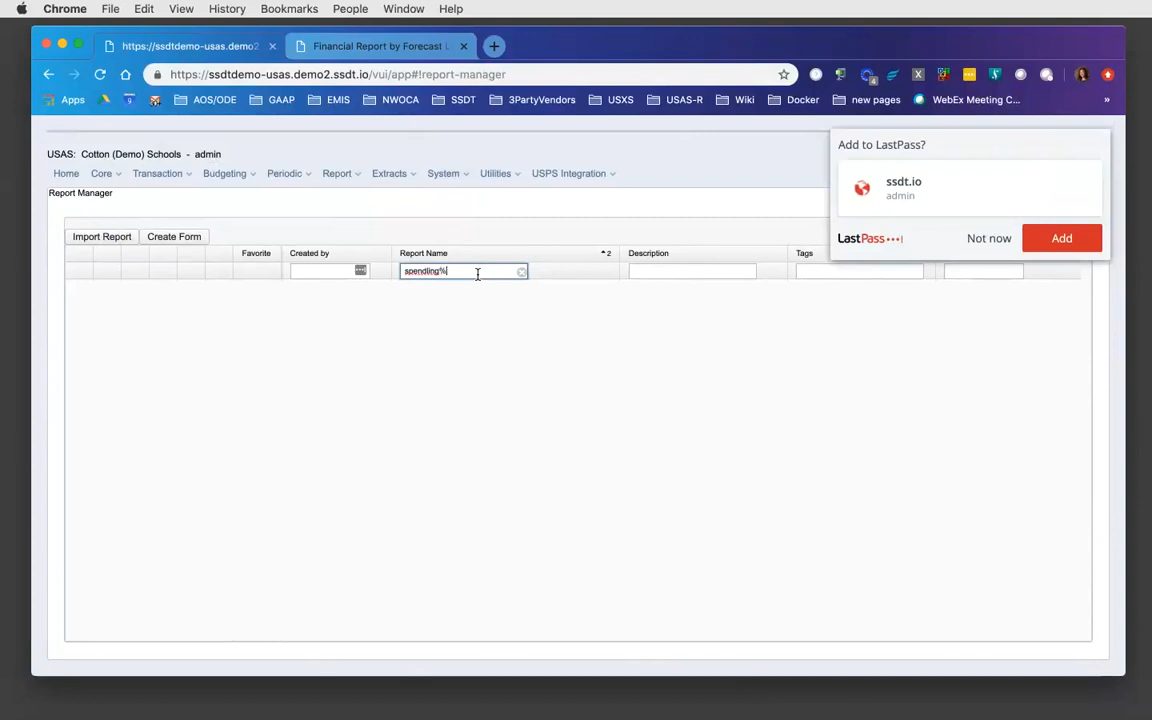 Chrome File Edit View History Bookmarks People Window Help
https://ssdtdemo-usas.demo2 Financial Report by Forecast L
https://ssdtdemo-usas.demo2.ssdt.io/vui/app#!report-manager
4
Apps 9 AOS/ODE GAAP EMIS NWOCA SSDT 3PartyVendors USXS USAS-R Wiki Docker new pages WebEx Meeting C... »
USAS: Cotton (Demo) Schools - admin
Home Core Transaction Budgeting Periodic Report Extracts System Utilities USPS Integration
Report Manager
Add to LastPass?
ssdt.io
admin
LastPass Not now Add
Import Report Create Form
Favorite Created by Report Name 2 Description Tags
spendling%